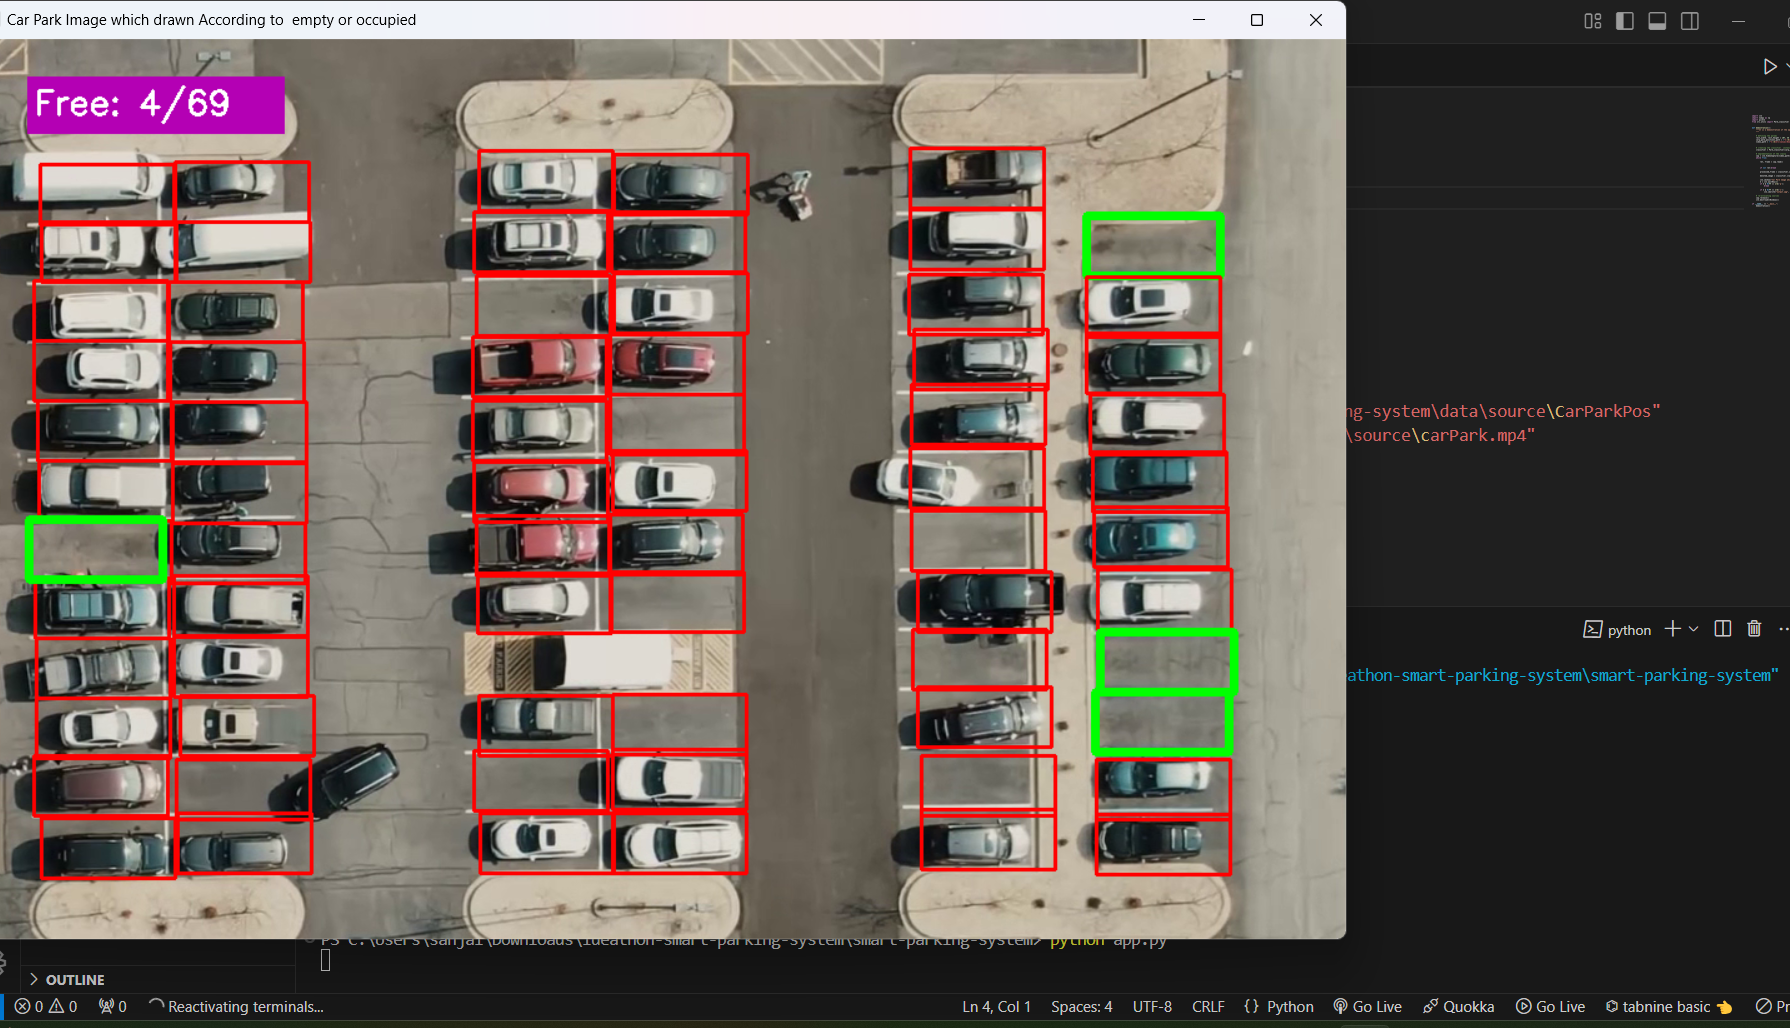 Car Park Image which drawn According to  empty or occupied
Free: 4/69
ng-system\data\source\CarParkPos"
\source\carPark.mp4"
python
athon-smart-parking-system\smart-parking-system"
PS C:\Users\sanjai\Downloads\ideathon-smart-parking-system\smart-parking-system> python app.py
OUTLINE
0 0 0 Reactivating terminals... Ln 4, Col 1 Spaces: 4 UTF-8 CRLF {} Python Go Live Quokka Go Live tabnine basic 👈 Pr